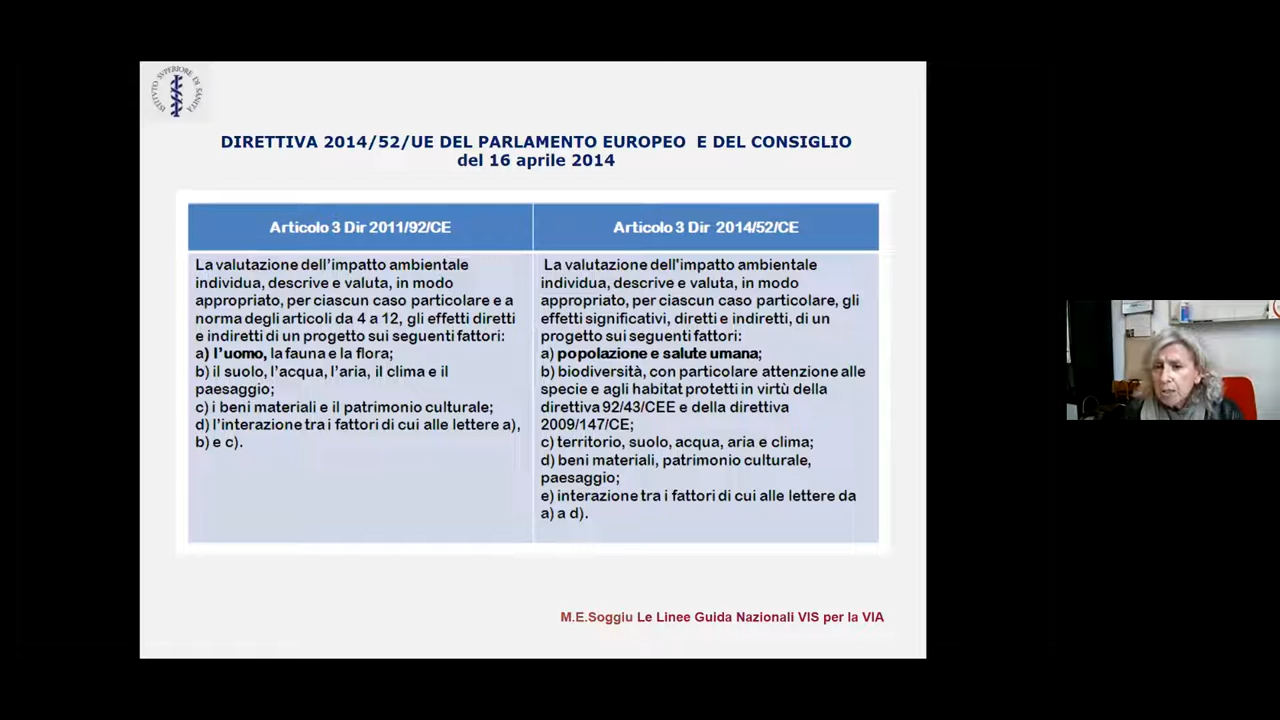 ISTITVTO SVPERIORE DI SANITÀ
DIRETTIVA 2014/52/UE DEL PARLAMENTO EUROPEO E DEL CONSIGLIO
del 16 aprile 2014
Articolo 3 Dir 2011/92/CE
La valutazione dell'impatto ambientale
individua, descrive e valuta, in modo
appropriato, per ciascun caso particolare e a
norma degli articoli da 4 a 12, gli effetti diretti
e indiretti di un progetto sui seguenti fattori:
a) l'uomo, la fauna e la flora;
b) il suolo, l'acqua, l'aria, il clima e il
paesaggio;
c) i beni materiali e il patrimonio culturale;
d) l'interazione tra i fattori di cui alle lettere a),
b) e c).
Articolo 3 Dir 2014/52/CE
La valutazione dell'impatto ambientale
individua, descrive e valuta, in modo
appropriato, per ciascun caso particolare, gli
effetti significativi, diretti e indiretti, di un
progetto sui seguenti fattori:
a) popolazione e salute umana;
b) biodiversità, con particolare attenzione alle
specie e agli habitat protetti in virtù della
direttiva 92/43/CEE e della direttiva
2009/147/CE;
c) territorio, suolo, acqua, aria e clima;
d) beni materiali, patrimonio culturale,
paesaggio;
e) interazione tra i fattori di cui alle lettere da
a) a d).
M.E.Soggiu Le Linee Guida Nazionali VIS per la VIA